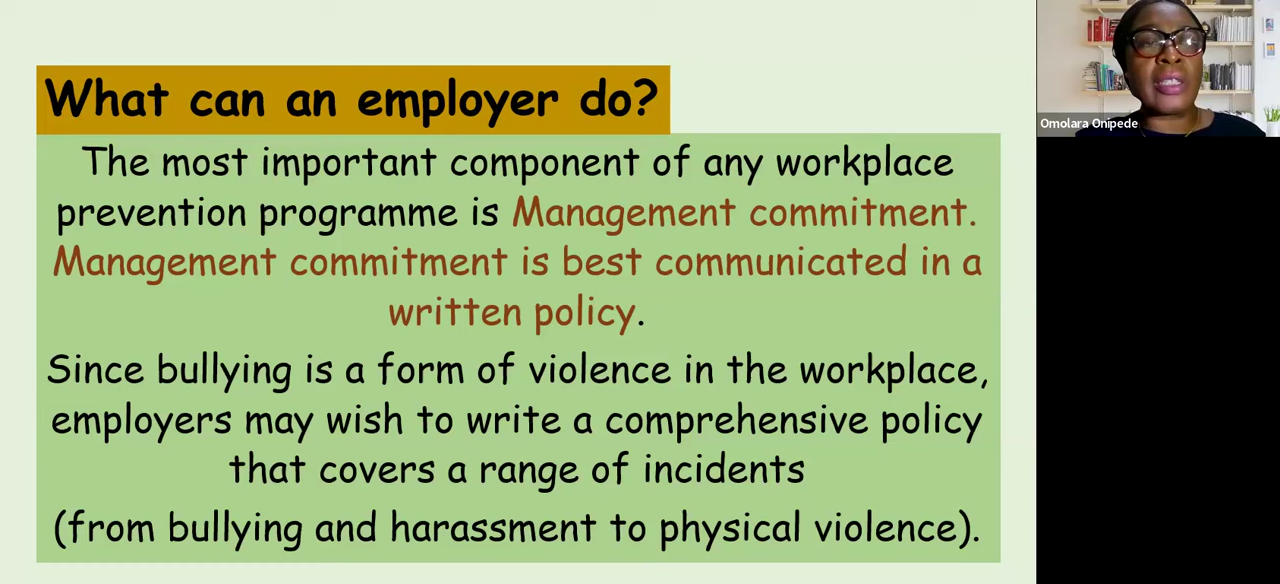 What can an employer do?
The most important component of any workplace
prevention programme is Management commitment.
Management commitment is best communicated in a
written policy.
Since bullying is a form of violence in the workplace,
employers may wish to write a comprehensive policy
that covers a range of incidents
(from bullying and harassment to physical violence).
Omolara Onipede